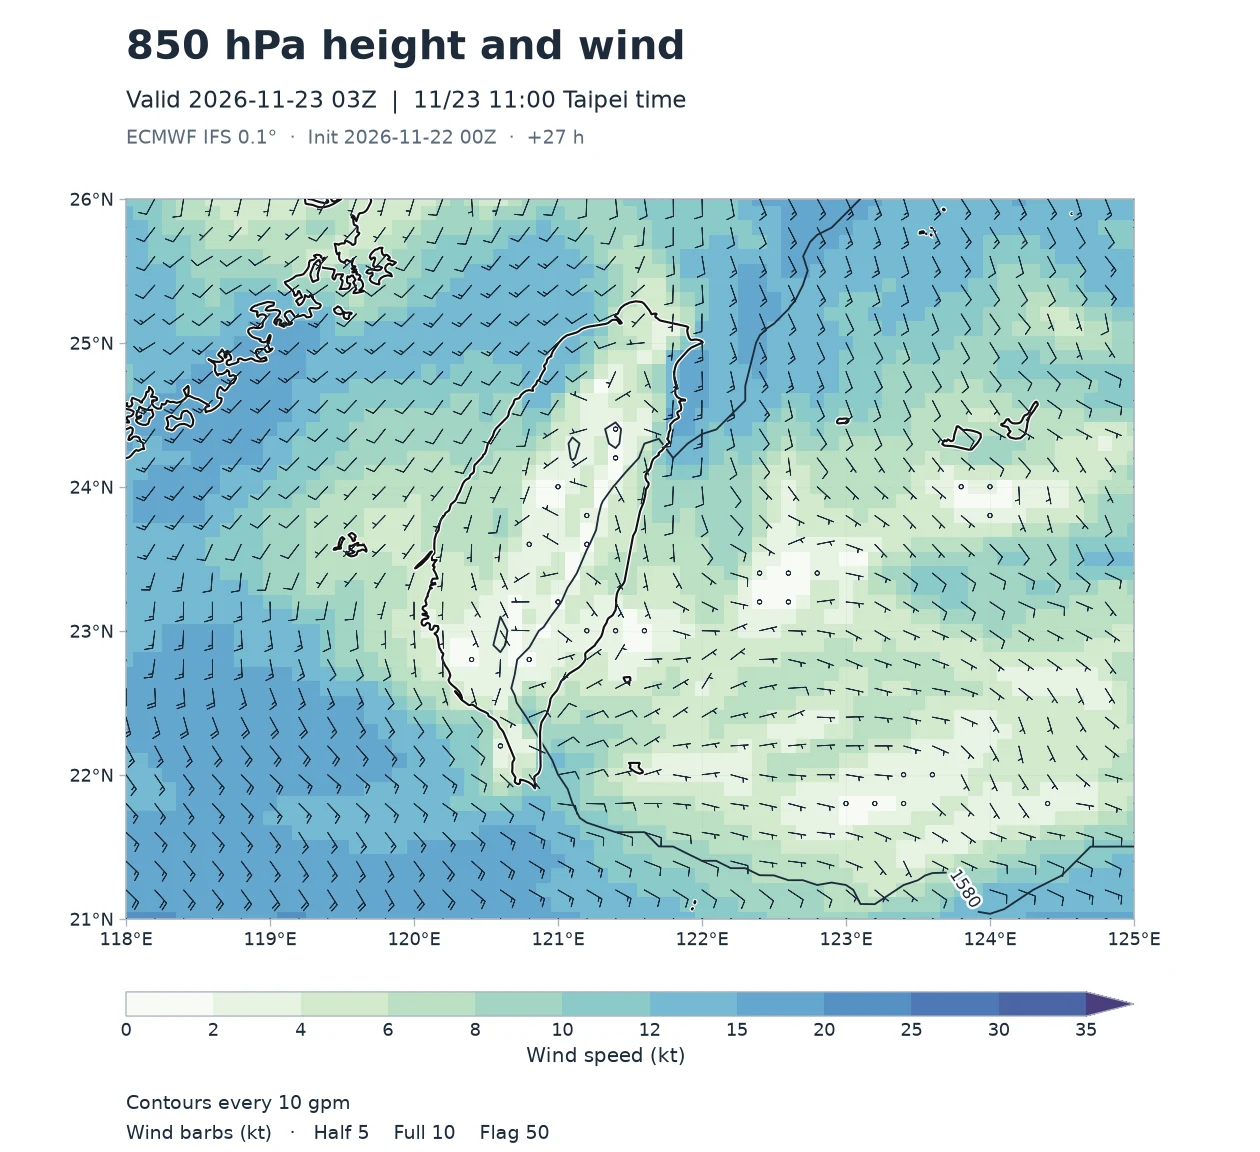 850 hPa height and wind
Valid 2026-11-23 03Z | 11/23 11:00 Taipei time
ECMWF IFS 0.1° · Init 2026-11-22 00Z · +27 h
26°N
25°N
24°N
23°N
22°N
21°N
1580
118°E 119°E 120°E 121°E 122°E 123°E 124°E 125°E
0 2 4 6 8 10 12 15 20 25 30 35
Wind speed (kt)
Contours every 10 gpm
Wind barbs (kt) · Half 5 Full 10 Flag 50